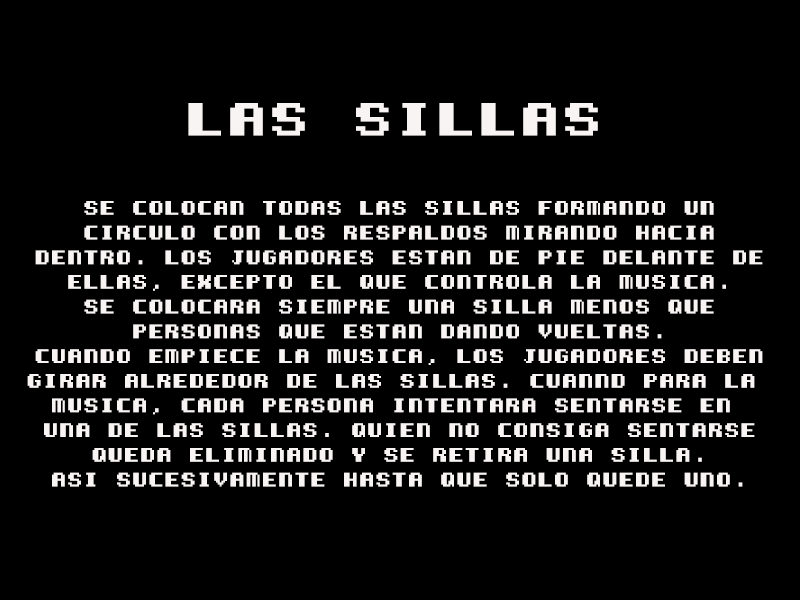 LAS SILLAS
SE COLOCAN TODAS LAS SILLAS FORMANDO UN
CIRCULO CON LOS RESPALDOS MIRANDO HACIA
DENTRO. LOS JUGADORES ESTAN DE PIE DELANTE DE
ELLAS, EXCEPTO EL QUE CONTROLA LA MUSICA.
SE COLOCARA SIEMPRE UNA SILLA MENOS QUE
PERSONAS QUE ESTAN DANDO VUELTAS.
CUANDO EMPIECE LA MUSICA, LOS JUGADORES DEBEN
GIRAR ALREDEDOR DE LAS SILLAS. CUANND PARA LA
MUSICA, CADA PERSONA INTENTARA SENTARSE EN
UNA DE LAS SILLAS. QUIEN NO CONSIGA SENTARSE
QUEDA ELIMINADO Y SE RETIRA UNA SILLA.
ASI SUCESIVAMENTE HASTA QUE SOLO QUEDE UNO.